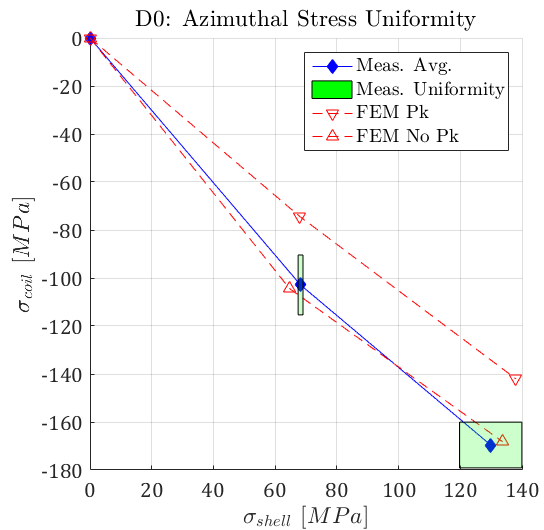 D0: Azimuthal Stress Uniformity
Meas. Avg.
Meas. Uniformity
FEM Pk
FEM No Pk
0
-20
-40
-60
-80
-100
-120
-140
-160
-180
σcoil [MPa]
0 20 40 60 80 100 120 140
σshell [MPa]